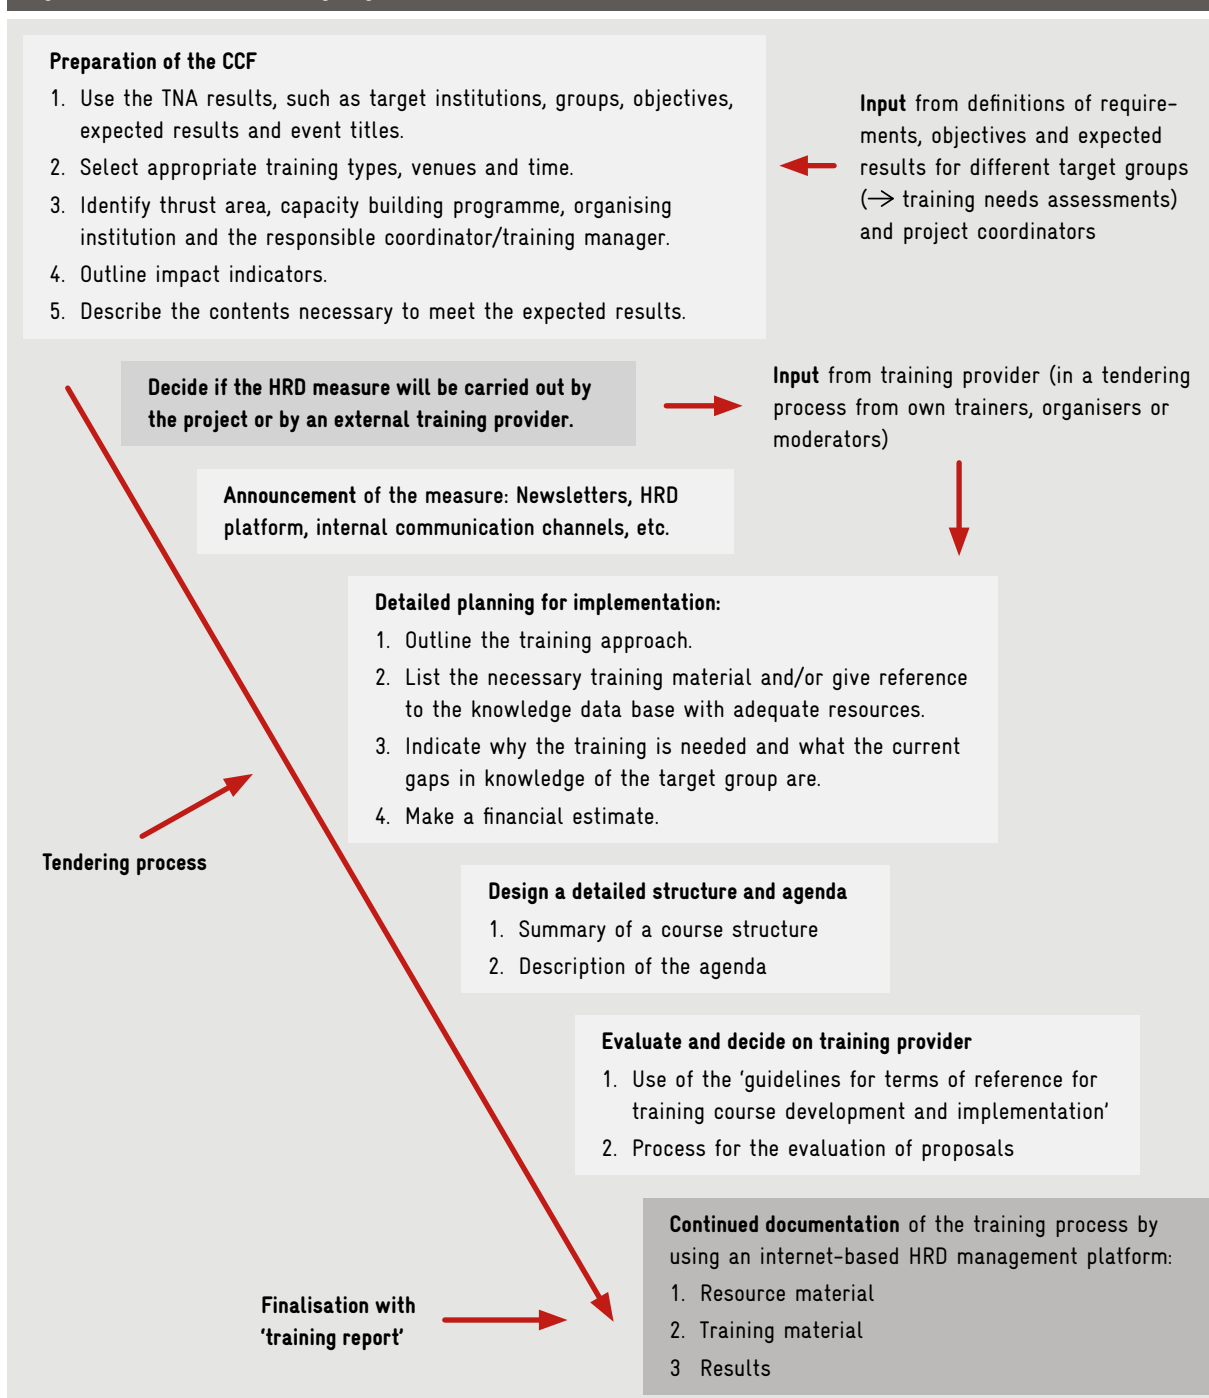 Preparation of the CCF
1. Use the TNA results, such as target institutions, groups, objectives,
expected results and event titles.
2. Select appropriate training types, venues and time.
3. Identify thrust area, capacity building programme, organising
institution and the responsible coordinator/training manager.
4. Outline impact indicators.
5. Describe the contents necessary to meet the expected results.
Input from definitions of require-
ments, objectives and expected
results for different target groups
(→ training needs assessments)
and project coordinators
Decide if the HRD measure will be carried out by
the project or by an external training provider.
Input from training provider (in a tendering
process from own trainers, organisers or
moderators)
Announcement of the measure: Newsletters, HRD
platform, internal communication channels, etc.
Detailed planning for implementation:
1. Outline the training approach.
2. List the necessary training material and/or give reference
to the knowledge data base with adequate resources.
3. Indicate why the training is needed and what the current
gaps in knowledge of the target group are.
4. Make a financial estimate.
Tendering process
Design a detailed structure and agenda
1. Summary of a course structure
2. Description of the agenda
Evaluate and decide on training provider
1. Use of the ‘guidelines for terms of reference for
training course development and implementation’
2. Process for the evaluation of proposals
Continued documentation of the training process by
using an internet-based HRD management platform:
1. Resource material
2. Training material
3 Results
Finalisation with
‘training report’